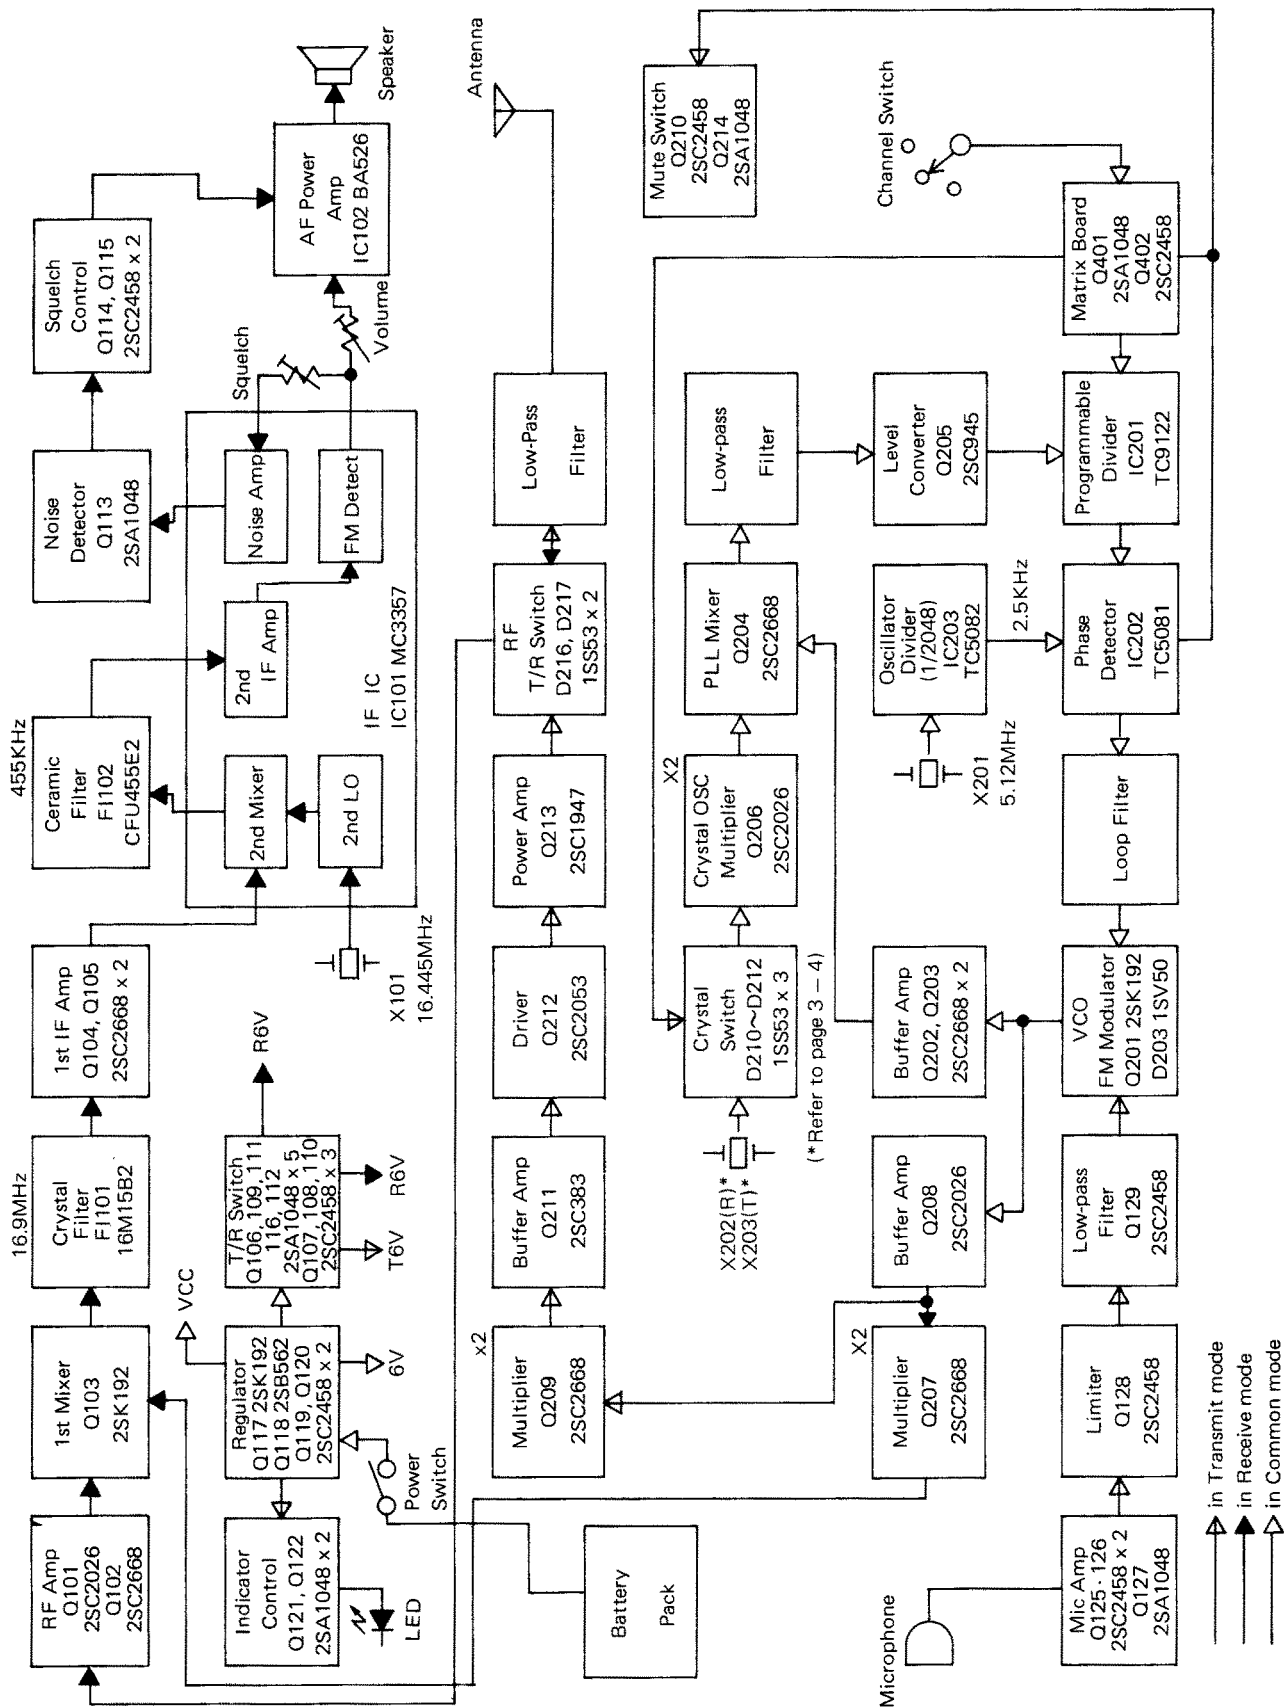 RF Amp
Q101
2SC2026
Q102
2SC2668
1st Mixer
Q103
2SK192
16.9MHz
Crystal
Filter
FI101
16M15B2
1st IF Amp
Q104, Q105
2SC2668 x 2
455KHz
Ceramic
Filter
FI102
CFU455E2
Noise
Detector
Q113
2SA1048
Squelch
Control
Q114, Q115
2SC2458 x 2
2nd Mixer
2nd LO
2nd
IF Amp
Noise Amp
FM Detect
IF IC
IC101 MC3357
X101
16.445MHz
Squelch
Volume
AF Power
Amp
IC102 BA526
Speaker
Indicator
Control
Q121, Q122
2SA1048 x 2
LED
Regulator
Q117 2SK192
Q118 2SB562
Q119, Q120
2SC2458 x 2
VCC
6V
T/R Switch
Q106, 109, 111
116, 112
2SA1048 x 5
Q107, 108, 110
2SC2458 x 3
R6V
T6V
R6V
Power
Switch
Battery
Pack
x2
Multiplier
Q209
2SC2668
Buffer Amp
Q211
2SC383
Driver
Q212
2SC2053
Power Amp
Q213
2SC1947
RF
T/R Switch
D216, D217
1SS53 x 2
Low-Pass
Filter
Antenna
X202(R)*
X203(T)*
Crystal
Switch
D210~D212
1SS53 x 3
(*Refer to page 3 – 4)
X2
Crystal OSC
Multiplier
Q206
2SC2026
PLL Mixer
Q204
2SC2668
Low-pass
Filter
Mute Switch
Q210
2SC2458
Q214
2SA1048
X2
Multiplier
Q207
2SC2668
Buffer Amp
Q208
2SC2026
Buffer Amp
Q202, Q203
2SC2668 x 2
X201
5.12MHz
Oscillator
Divider
(1/2048)
IC203
TC5082
2.5KHz
Level
Converter
Q205
2SC945
Channel Switch
Microphone
Mic Amp
Q125 · 126
2SC2458 x 2
Q127
2SA1048
Limiter
Q128
2SC2458
Low-pass
Filter
Q129
2SC2458
VCO
FM Modulator
Q201 2SK192
D203 1SV50
Loop Filter
Phase
Detector
IC202
TC5081
Programmable
Divider
IC201
TC9122
Matrix Board
Q401
2SA1048
Q402
2SC2458
in Transmit mode
in Receive mode
in Common mode